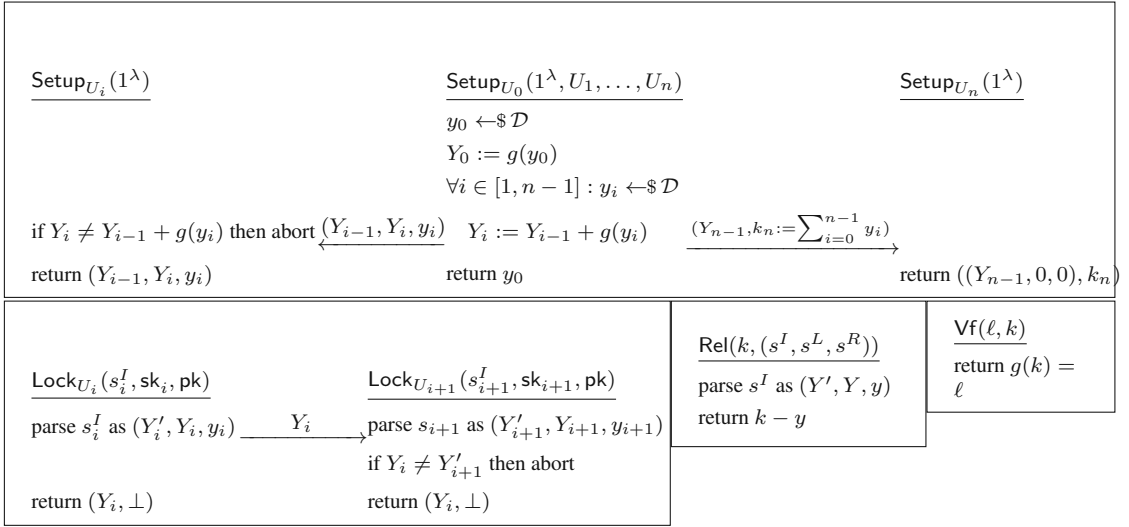 Setup_{U_i}(1^λ)
Setup_{U_0}(1^λ, U_1, . . . , U_n)
Setup_{U_n}(1^λ)
y_0 ←$ 𝒟
Y_0 := g(y_0)
∀i ∈ [1, n − 1] : y_i ←$ 𝒟
if Y_i ≠ Y_{i−1} + g(y_i) then abort
(Y_{i−1}, Y_i, y_i)
Y_i := Y_{i−1} + g(y_i)
(Y_{n−1}, k_n := ∑_{i=0}^{n−1} y_i)
return (Y_{i−1}, Y_i, y_i)
return y_0
return ((Y_{n−1}, 0, 0), k_n)
Lock_{U_i}(s_i^I, sk_i, pk)
Lock_{U_{i+1}}(s_{i+1}^I, sk_{i+1}, pk)
parse s_i^I as (Y_i', Y_i, y_i)
Y_i
parse s_{i+1} as (Y_{i+1}', Y_{i+1}, y_{i+1})
if Y_i ≠ Y_{i+1}' then abort
return (Y_i, ⊥)
return (Y_i, ⊥)
Rel(k, (s^I, s^L, s^R))
parse s^I as (Y', Y, y)
return k − y
Vf(ℓ, k)
return g(k) =
ℓ